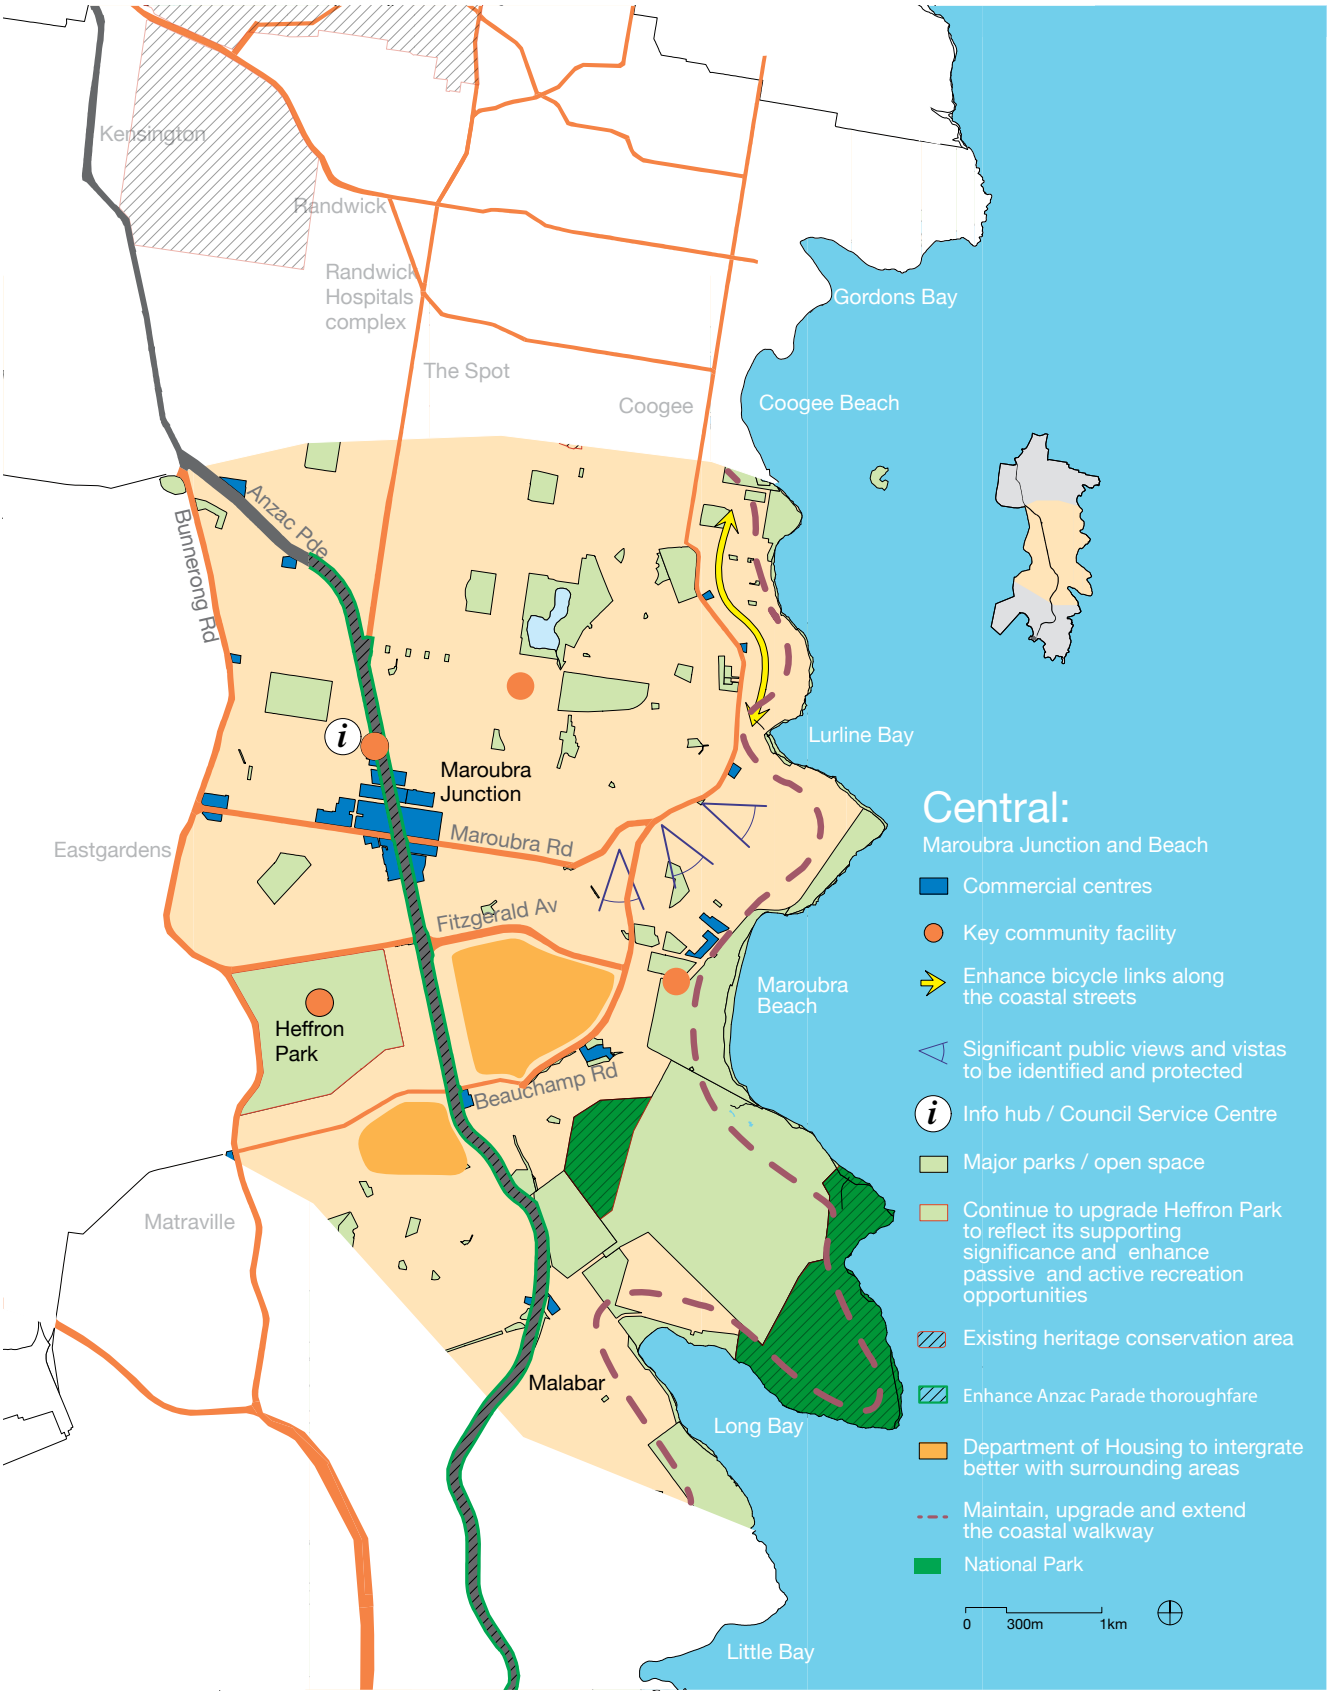 Kensington
Randwick
Randwick
Hospitals
complex
Gordons Bay
The Spot
Coogee
Coogee Beach
Anzac Pde
Bunnerong Rd
Lurline Bay
i
Maroubra
Junction
Maroubra Rd
Eastgardens
Fitzgerald Av
Maroubra
Beach
Heffron
Park
Beauchamp Rd
Matraville
Malabar
Long Bay
Little Bay
Central:
Maroubra Junction and Beach
Commercial centres
Key community facility
Enhance bicycle links along
the coastal streets
Significant public views and vistas
to be identified and protected
i
Info hub / Council Service Centre
Major parks / open space
Continue to upgrade Heffron Park
to reflect its supporting
significance and enhance
passive and active recreation
opportunities
Existing heritage conservation area
Enhance Anzac Parade thoroughfare
Department of Housing to intergrate
better with surrounding areas
Maintain, upgrade and extend
the coastal walkway
National Park
0 300m 1km